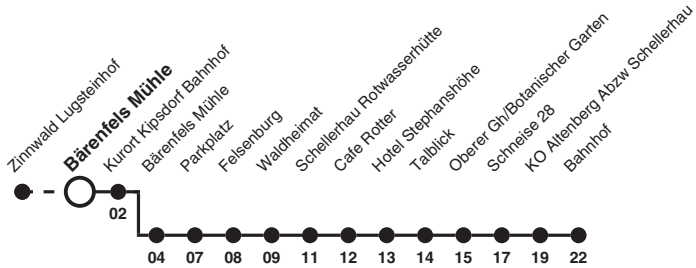 Zinnwald Lugsteinhof
Bärenfels Mühle
Kurort Kipsdorf Bahnhof
Bärenfels Mühle
Parkplatz
Felsenburg
Waldheimat
Schellerhau Rotwasserhütte
Cafe Rotter
Hotel Stephanshöhe
Talblick
Oberer Gh/Botanischer Garten
Schneise 28
KO Altenberg Abzw Schellerhau
Bahnhof
02
04 07 08 09 11 12 13 14 15 17 19 22